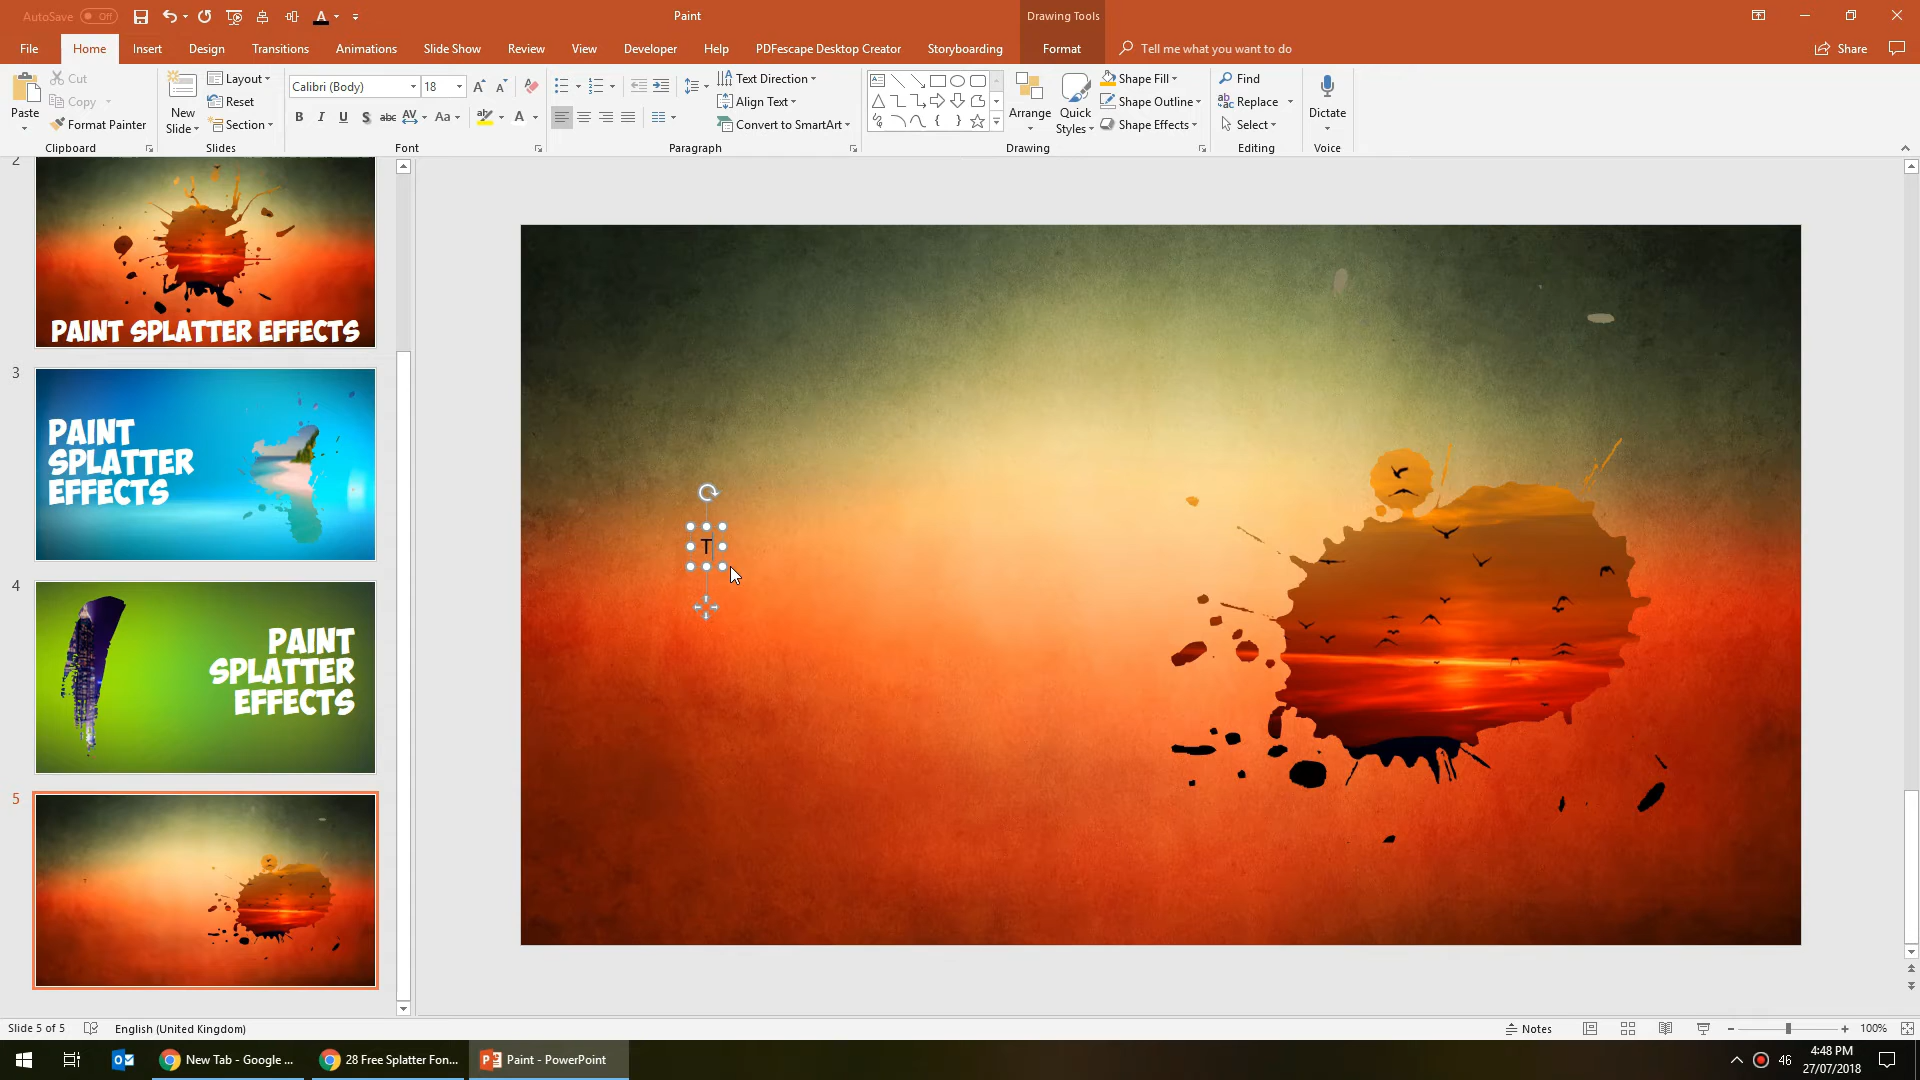 AutoSave Off
Paint
Drawing Tools
File Home Insert Design Transitions Animations Slide Show Review View Developer Help PDFescape Desktop Creator Storyboarding Format Tell me what you want to do Share
Paste
Cut
Copy
Format Painter
Clipboard
New Slide
Layout
Reset
Section
Slides
Calibri (Body) 18
B I U S abc AV Aa A
Font
Text Direction
Align Text
Convert to SmartArt
Paragraph
Arrange
Quick Styles
Shape Fill
Shape Outline
Shape Effects
Drawing
Find
Replace
Select
Editing
Dictate
Voice
2
PAINT SPLATTER EFFECTS
3
PAINT
SPLATTER
EFFECTS
4
PAINT
SPLATTER
EFFECTS
5
T
Slide 5 of 5 English (United Kingdom) Notes 100%
New Tab - Google ... 28 Free Splatter Fon... Paint - PowerPoint 46 4:48 PM
27/07/2018